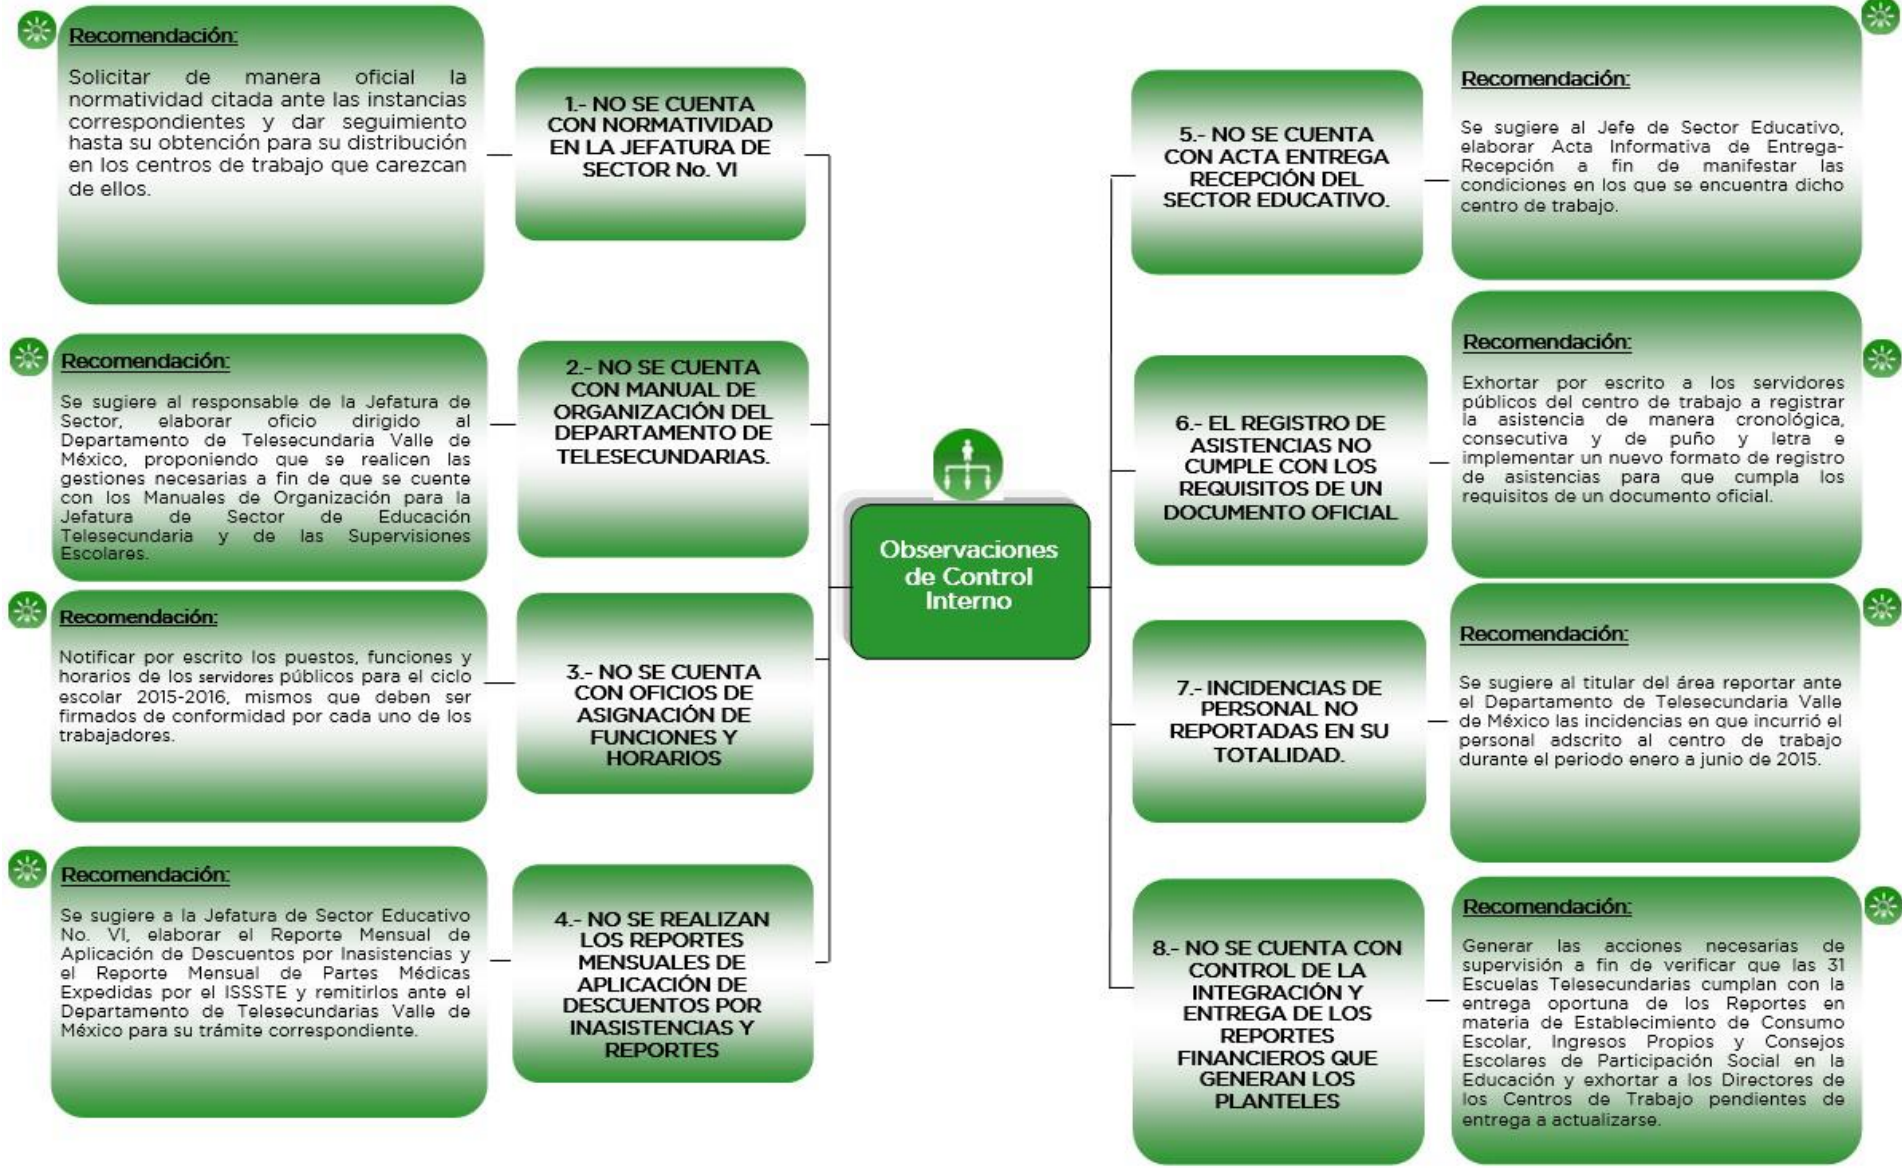 Recomendación:
Solicitar de manera oficial la
normatividad citada ante las instancias
correspondientes y dar seguimiento
hasta su obtención para su distribución
en los centros de trabajo que carezcan
de ellos.
1.- NO SE CUENTA
CON NORMATIVIDAD
EN LA JEFATURA DE
SECTOR No. VI
Recomendación:
Se sugiere al responsable de la Jefatura de
Sector, elaborar oficio dirigido al
Departamento de Telesecundaria Valle de
México, proponiendo que se realicen las
gestiones necesarias a fin de que se cuente
con los Manuales de Organización para la
Jefatura de Sector de Educación
Telesecundaria y de las Supervisiones
Escolares.
2.- NO SE CUENTA
CON MANUAL DE
ORGANIZACIÓN DEL
DEPARTAMENTO DE
TELESECUNDARIAS.
Recomendación:
Notificar por escrito los puestos, funciones y
horarios de los servidores públicos para el ciclo
escolar 2015-2016, mismos que deben ser
firmados de conformidad por cada uno de los
trabajadores.
3.- NO SE CUENTA
CON OFICIOS DE
ASIGNACIÓN DE
FUNCIONES Y
HORARIOS
Recomendación:
Se sugiere a la Jefatura de Sector Educativo
No. VI, elaborar el Reporte Mensual de
Aplicación de Descuentos por Inasistencias y
el Reporte Mensual de Partes Médicas
Expedidas por el ISSSTE y remitirlos ante el
Departamento de Telesecundarias Valle de
México para su trámite correspondiente.
4.- NO SE REALIZAN
LOS REPORTES
MENSUALES DE
APLICACIÓN DE
DESCUENTOS POR
INASISTENCIAS Y
REPORTES
Observaciones
de Control
Interno
5.- NO SE CUENTA
CON ACTA ENTREGA
RECEPCIÓN DEL
SECTOR EDUCATIVO.
Recomendación:
Se sugiere al Jefe de Sector Educativo,
elaborar Acta Informativa de Entrega-
Recepción a fin de manifestar las
condiciones en los que se encuentra dicho
centro de trabajo.
6.- EL REGISTRO DE
ASISTENCIAS NO
CUMPLE CON LOS
REQUISITOS DE UN
DOCUMENTO OFICIAL
Recomendación:
Exhortar por escrito a los servidores
públicos del centro de trabajo a registrar
la asistencia de manera cronológica,
consecutiva y de puño y letra e
implementar un nuevo formato de registro
de asistencias para que cumpla los
requisitos de un documento oficial.
7.- INCIDENCIAS DE
PERSONAL NO
REPORTADAS EN SU
TOTALIDAD.
Recomendación:
Se sugiere al titular del área reportar ante
el Departamento de Telesecundaria Valle
de México las incidencias en que incurrió el
personal adscrito al centro de trabajo
durante el periodo enero a junio de 2015.
8.- NO SE CUENTA CON
CONTROL DE LA
INTEGRACIÓN Y
ENTREGA DE LOS
REPORTES
FINANCIEROS QUE
GENERAN LOS
PLANTELES
Recomendación:
Generar las acciones necesarias de
supervisión a fin de verificar que las 31
Escuelas Telesecundarias cumplan con la
entrega oportuna de los Reportes en
materia de Establecimiento de Consumo
Escolar, Ingresos Propios y Consejos
Escolares de Participación Social en la
Educación y exhortar a los Directores de
los Centros de Trabajo pendientes de
entrega a actualizarse.